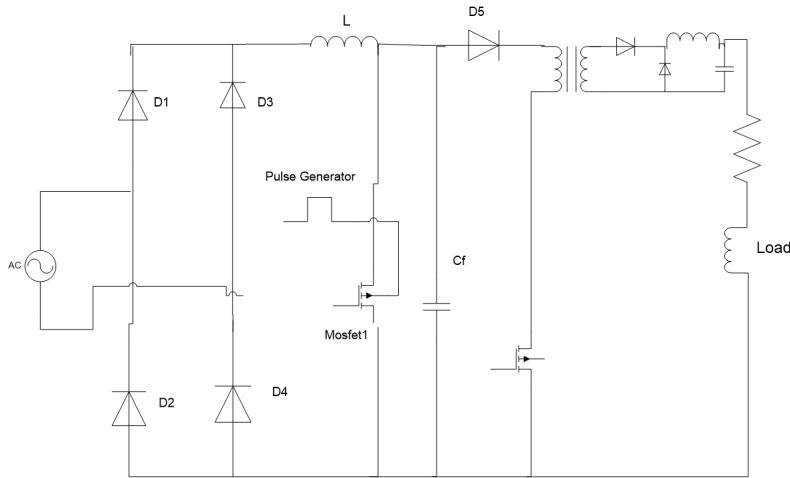 L
D5
D1
D3
Pulse Generator
AC
Load
Cf
Mosfet1
D2
D4